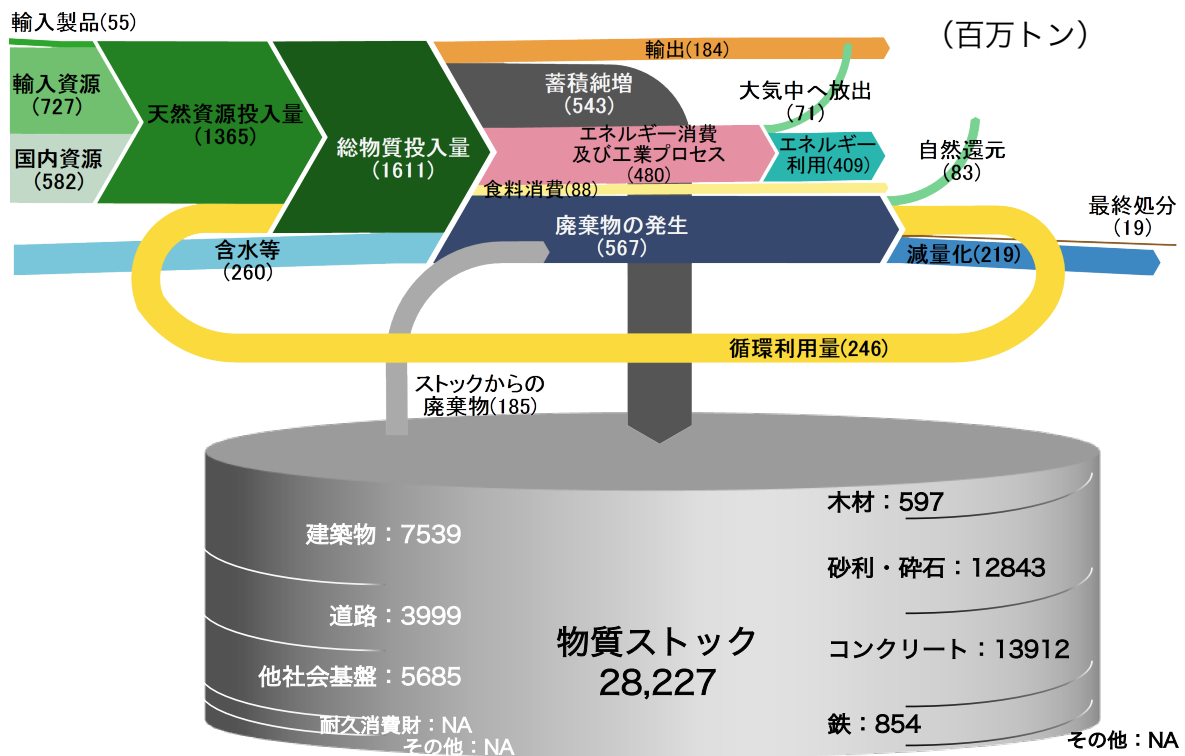 輸入製品(55)
(百万トン)
輸入資源
(727)
国内資源
(582)
天然資源投入量
(1365)
総物質投入量
(1611)
輸出(184)
蓄積純増
(543)
エネルギー消費
及び工業プロセス
(480)
大気中へ放出
(71)
エネルギー
利用(409)
食料消費(88)
自然還元
(83)
廃棄物の発生
(567)
含水等
(260)
最終処分
(19)
減量化(219)
循環利用量(246)
ストックからの
廃棄物(185)
建築物：7539
道路：3999
他社会基盤：5685
耐久消費財：NA
その他：NA
物質ストック
28,227
木材：597
砂利・砕石：12843
コンクリート：13912
鉄：854
その他：NA